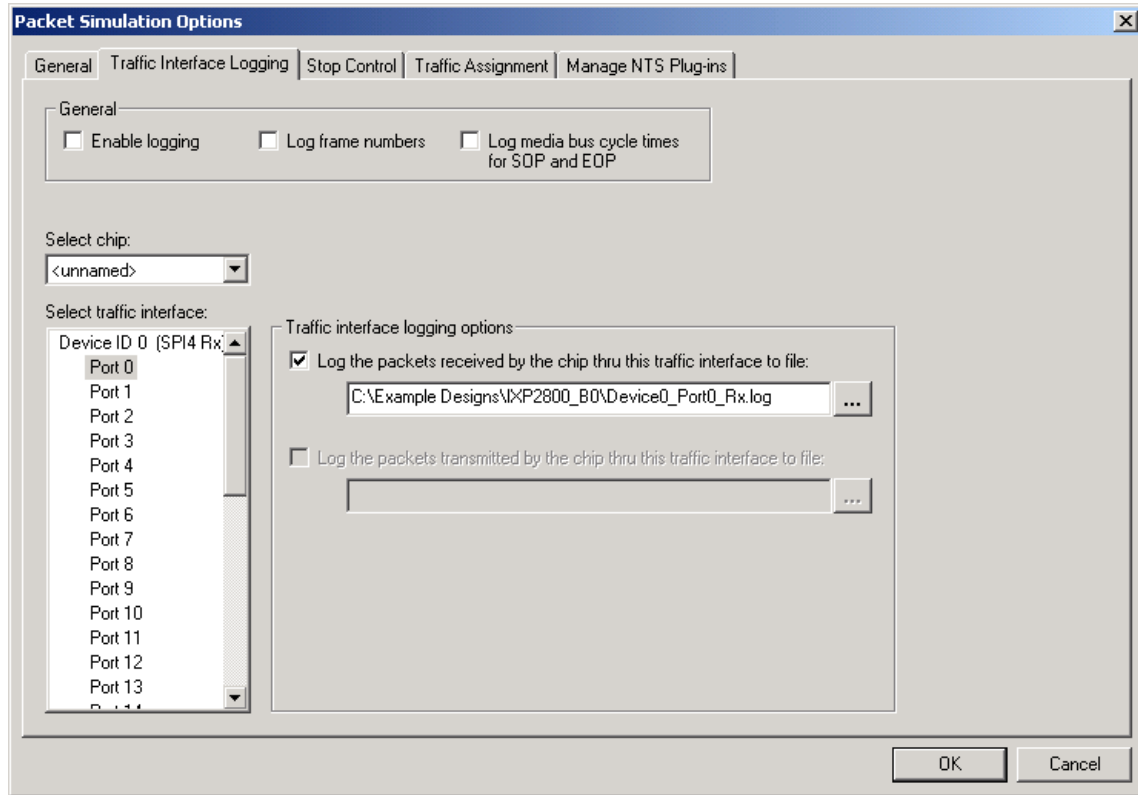 Packet Simulation Options
General
Traffic Interface Logging
Stop Control
Traffic Assignment
Manage NTS Plug-ins
General
Enable logging
Log frame numbers
Log media bus cycle times
for SOP and EOP
Select chip:
<unnamed>
Select traffic interface:
Device ID 0 (SPI4 Rx)
Port 0
Port 1
Port 2
Port 3
Port 4
Port 5
Port 6
Port 7
Port 8
Port 9
Port 10
Port 11
Port 12
Port 13
Traffic interface logging options
Log the packets received by the chip thru this traffic interface to file:
C:\Example Designs\IXP2800_B0\Device0_Port0_Rx.log
...
Log the packets transmitted by the chip thru this traffic interface to file:
...
OK
Cancel